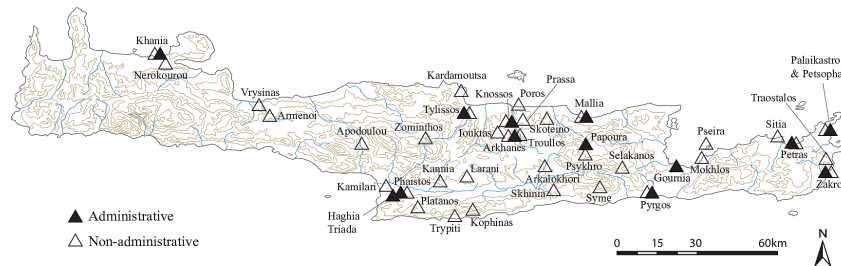 Khania
Nerokourou
Vrysinas
Armenoi
Kardamoutsa
Tylissos
Knossos
Poros
Prassa
Mallia
Palaikastro
& Petsopha
Traostalos
Apodoulou
Zominthos
Iouktas
Skoteino
Arkhanes
Troullos
Papoura
Pseira
Sitia
Petras
Psykhro
Selakanos
Mokhlos
Kannia
Larani
Arkalokhori
Gournia
Zakro
Kamilari
Phaistos
Skhinia
Syme
Pyrgos
Haghia
Triada
Platanos
Trypiti
Kophinas
Administrative
Non-administrative
0 15 30 60km
N